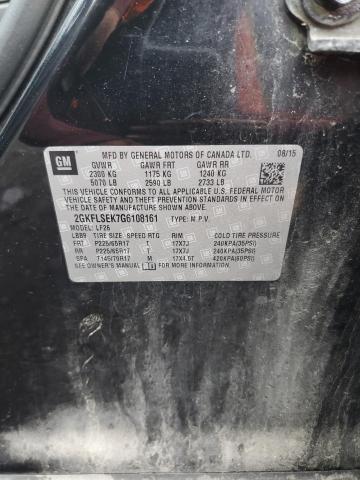 GM
MFD BY GENERAL MOTORS OF CANADA LTD. 08/15
GVWR GAWR FRT GAWR RR
2300 KG 1175 KG 1240 KG
5070 LB 2590 LB 2733 LB
THIS VEHICLE CONFORMS TO ALL APPLICABLE U.S.
FEDERAL MOTOR VEHICLE SAFETY AND THEFT PREVENTION
STANDARDS IN EFFECT ON THE DATE OF MANUFACTURE
SHOWN ABOVE.
2GKFLSEK7G6108161 TYPE: M.P.V.
MODEL: LF26
LBB9 TIRE SIZE SPEED RTG RIM COLD TIRE PRESSURE
FRT P225/65R17 T 17X7J 240KPA(35PSI)
RR P225/65R17 T 17X7J 240KPA(35PSI)
SPA T145/70R17 M 17X4.5T 420KPA(60PSI)
SEE OWNER'S MANUAL FOR MORE INFORMATION.